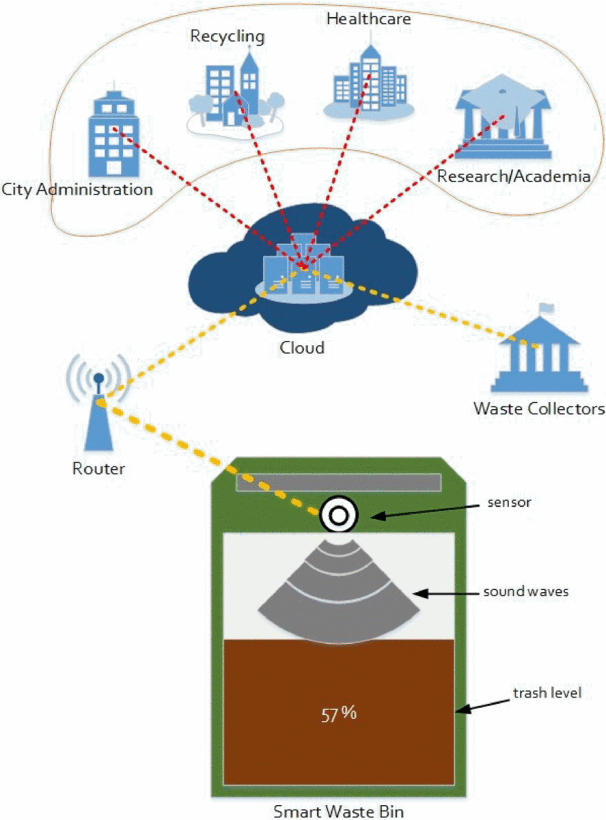 Healthcare
Recycling
City Administration
Research/Academia
Cloud
Waste Collectors
Router
sensor
sound waves
trash level
57%
Smart Waste Bin